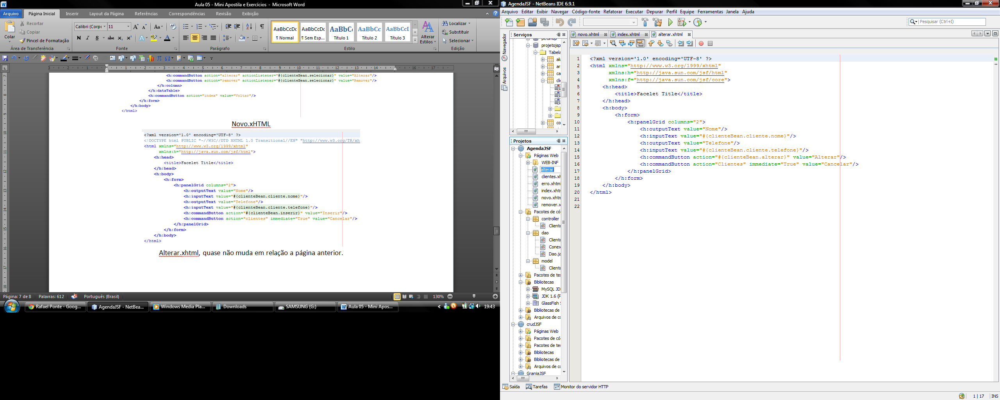 Aula 05 - Mini Apostila e Exercícios - Microsoft Word
Arquivo
Página Inicial
Inserir
Layout da Página
Referências
Correspondências
Revisão
Exibição
Colar
Recortar
Copiar
Pincel de Formatação
Área de Transferência
Calibri (Corpo
11
Fonte
Parágrafo
AaBbCcDc
¶ Normal
AaBbCcDc
¶ Sem Esp...
AaBbC
Título 1
AaBbCc
Título 2
AaBbCcI
Título 3
Estilo
Alterar
Estilos
Localizar
Substituir
Selecionar
Edição
3 2 1 1 2 3 4 5 6 7 8 9 10 11 12 13 14 15 16 17
<h:commandButton action="alterar" actionListener="#{clienteBean.selecionar}" value="Alterar"/>
<h:commandButton action="remover" actionListener="#{clienteBean.selecionar}" value="Remover"/>
</h:column>
</h:dataTable>
<h:commandButton action="index" value="Voltar"/>
</h:form>
</h:body>
</html>
Novo.xHTML
<?xml version='1.0' encoding='UTF-8' ?>
<!DOCTYPE html PUBLIC "-//W3C//DTD XHTML 1.0 Transitional//EN" "http://www.w3.org/TR/xh
<html xmlns="http://www.w3.org/1999/xhtml"
xmlns:h="http://java.sun.com/jsf/html">
<h:head>
<title>Facelet Title</title>
</h:head>
<h:body>
<h:form>
<h:panelGrid columns="2">
<h:outputText value="Nome"/>
<h:inputText value="#{clienteBean.cliente.nome}"/>
<h:outputText value="Telefone"/>
<h:inputText value="#{clienteBean.cliente.telefone}"/>
<h:commandButton action="#{clienteBean.inserir}" value="Inserir"/>
<h:commandButton action="clientes" immediate="True" value="Cancelar"/>
</h:panelGrid>
</h:form>
</h:body>
</html>
Alterar.xhtml, quase não muda em relação a página anterior.
Página: 7 de 8
Palavras: 612
Português (Brasil)
130%
Rafael Ponte - Goog...
AgendaJSF - NetBea...
Windows Media Pla...
Downloads
SAMSUNG (G:)
Aula 05 - Mini Apos...
19:43
AgendaJSF - NetBeans IDE 6.9.1
Arquivo Editar Exibir Navegar Código-fonte Refatorar Executar Depurar Perfil Equipe Ferramentas Janela Ajuda
Pesquisar (Ctrl+I)
Navegador
Arquivos
Serviços
petshop
projetojsp
Tabela
alu
ar
ca
clie
co
Projetos
AgendaJSF
Páginas Web
WEB-INF
alterar
clientes.xh
erro.xhtm
index.xhtm
novo.xhtm
remover.x
Pacotes de có
controller
Cliente
dao
Cliente
Conex
Dao.ja
model
Cliente
Pacotes de tes
Bibliotecas
MySQL JD
JDK 1.6 (P
GlassFish S
Bibliotecas de
Arquivos de co
crudJSF
Páginas Web
Pacotes de có
Pacotes de tes
Bibliotecas
Bibliotecas de
Arquivos de co
GraniaJSF
novo.xhtml
index.xhtml
alterar.xhtml
1 <?xml version='1.0' encoding='UTF-8' ?>
2 <html xmlns="http://www.w3.org/1999/xhtml"
3 xmlns:h="http://java.sun.com/jsf/html"
4 xmlns:f="http://java.sun.com/jsf/core">
5 <h:head>
6 <title>Facelet Title</title>
7 </h:head>
8 <h:body>
9 <h:form>
10 <h:panelGrid columns="2">
11 <h:outputText value="Nome"/>
12 <h:inputText value="#{clienteBean.cliente.nome}"/>
13 <h:outputText value="Telefone"/>
14 <h:inputText value="#{clienteBean.cliente.telefone}"/>
15 <h:commandButton action="#{clienteBean.alterar}" value="Alterar"/>
16 <h:commandButton action="Clientes" immediate="True" value="Cancelar"/>
17 </h:panelGrid>
18 </h:form>
19 </h:body>
20 </html>
21
22
Saída
Tarefas
Monitor do servidor HTTP
1 | 17
INS